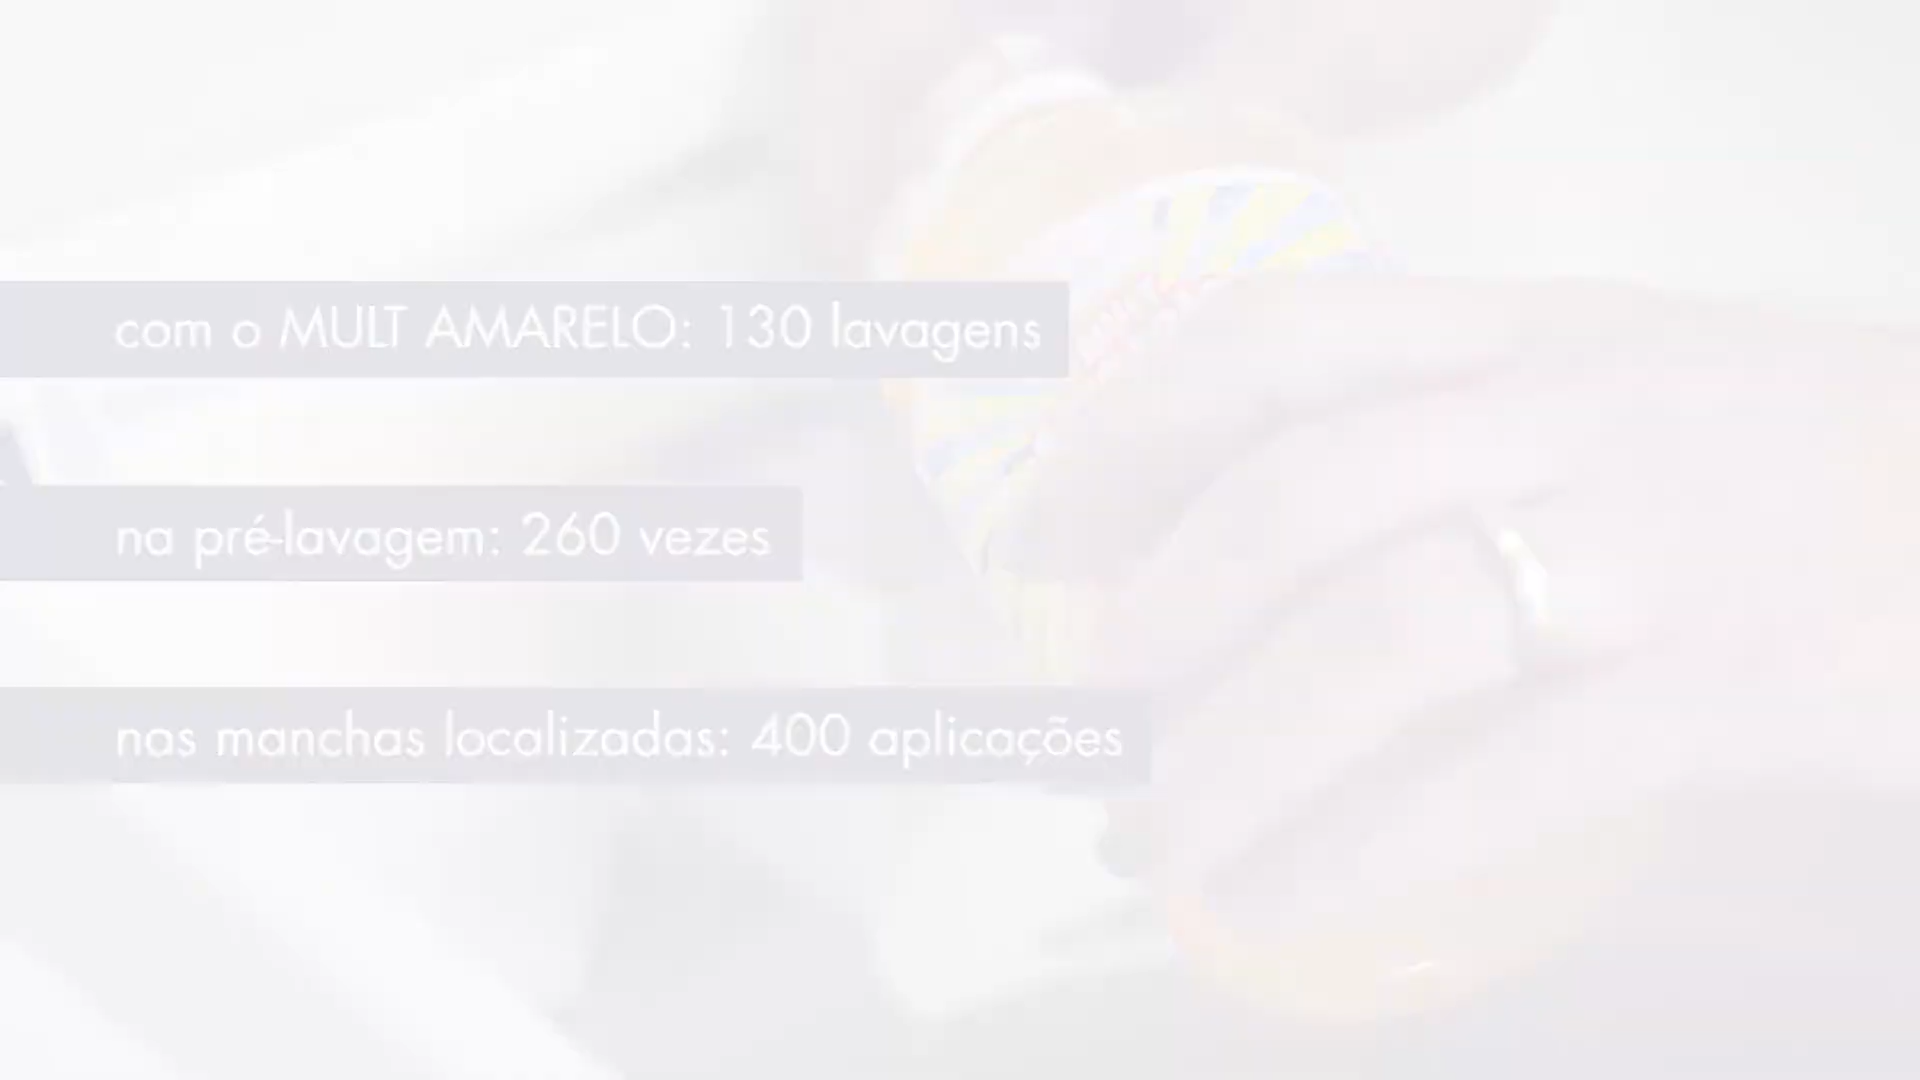 com o MULT AMARELO: 130 lavagens
na pré-lavagem: 260 vezes
nas manchas localizadas: 400 aplicações